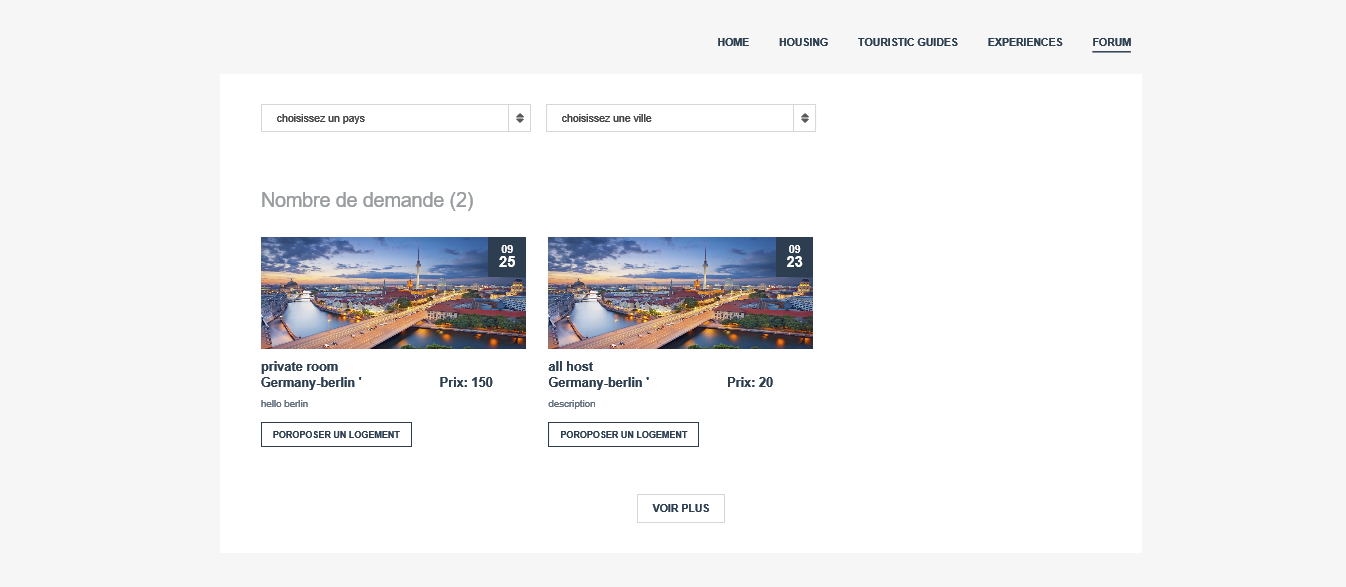 HOME HOUSING TOURISTIC GUIDES EXPERIENCES FORUM
choisissez un pays choisissez une ville
Nombre de demande (2)
09
25
09
23
private room
Germany-berlin ' Prix: 150
hello berlin
POROPOSER UN LOGEMENT
all host
Germany-berlin ' Prix: 20
description
POROPOSER UN LOGEMENT
VOIR PLUS